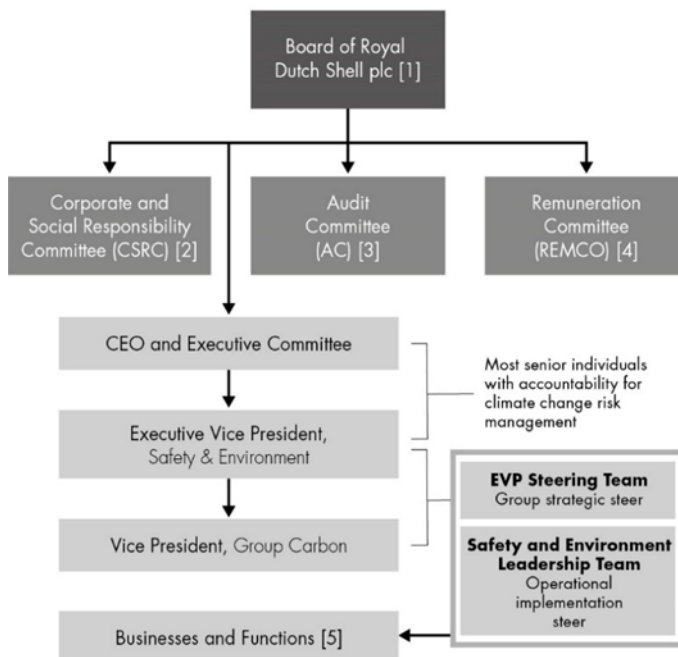 Board of Royal
Dutch Shell plc [1]
Corporate and
Social Responsibility
Committee (CSRC) [2]
Audit
Committee
(AC) [3]
Remuneration
Committee
(REMCO) [4]
CEO and Executive Committee
Most senior individuals
with accountability for
climate change risk
management
Executive Vice President,
Safety & Environment
EVP Steering Team
Group strategic steer
Vice President, Group Carbon
Safety and Environment
Leadership Team
Operational
implementation
steer
Businesses and Functions [5]